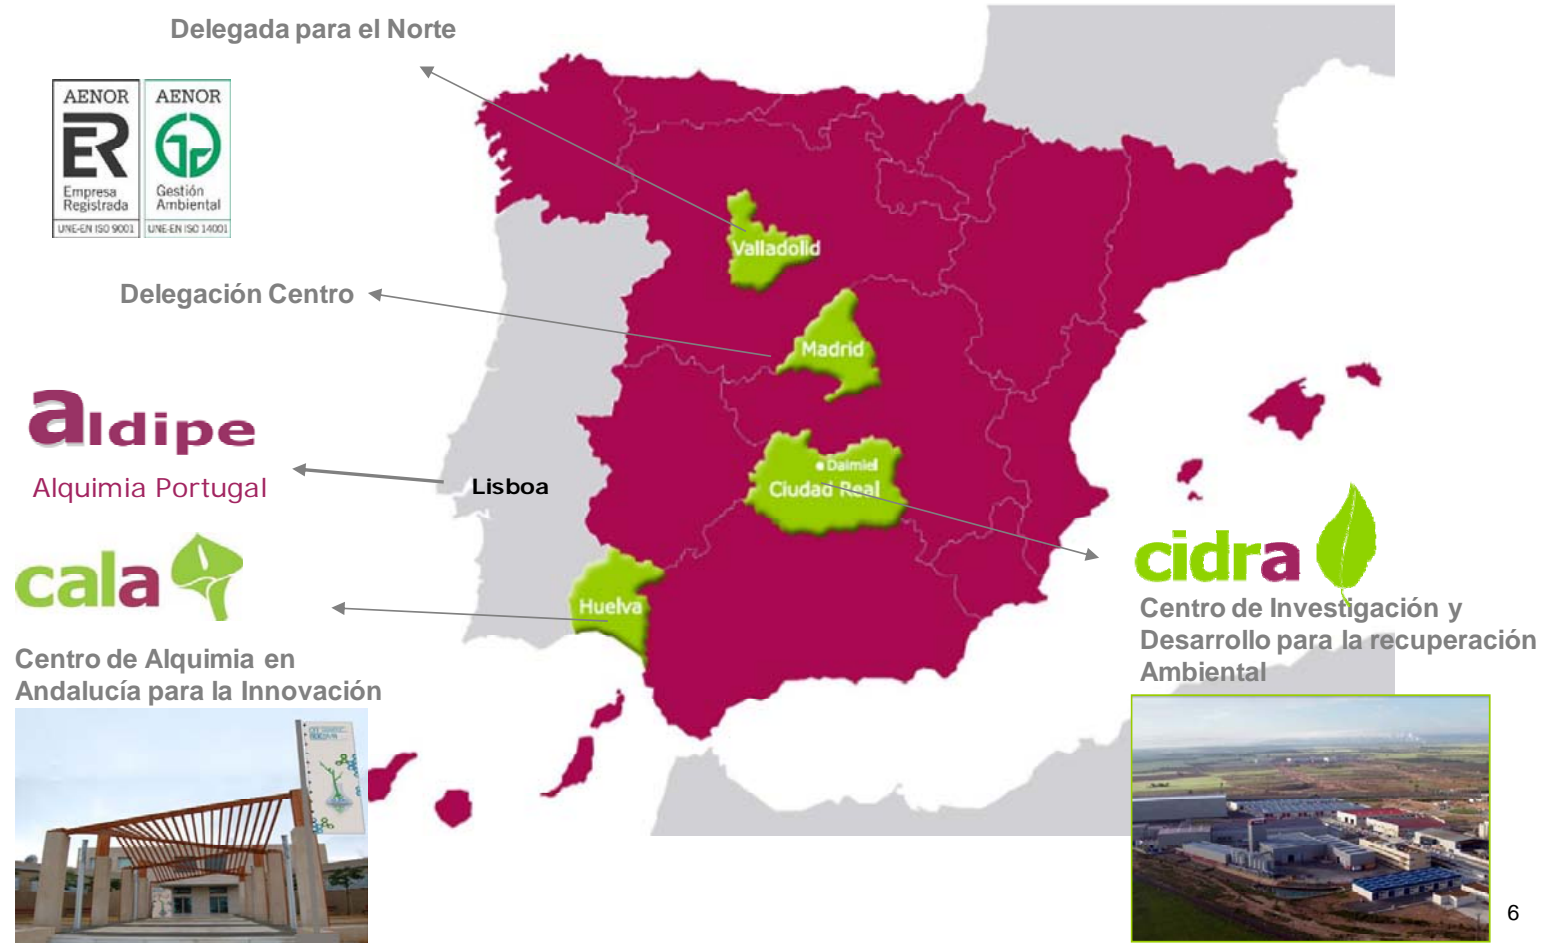 Delegada para el Norte
AENOR
ER
Empresa
Registrada
UNE-EN ISO 9001
AENOR
Gestión
Ambiental
UNE-EN ISO 14001
Valladolid
Delegación Centro
Madrid
aldipe
Alquimia Portugal
Lisboa
Daimiel
Ciudad Real
cala
Huelva
cidra
Centro de Investigación y
Desarrollo para la recuperación
Ambiental
Centro de Alquimia en
Andalucía para la Innovación
6